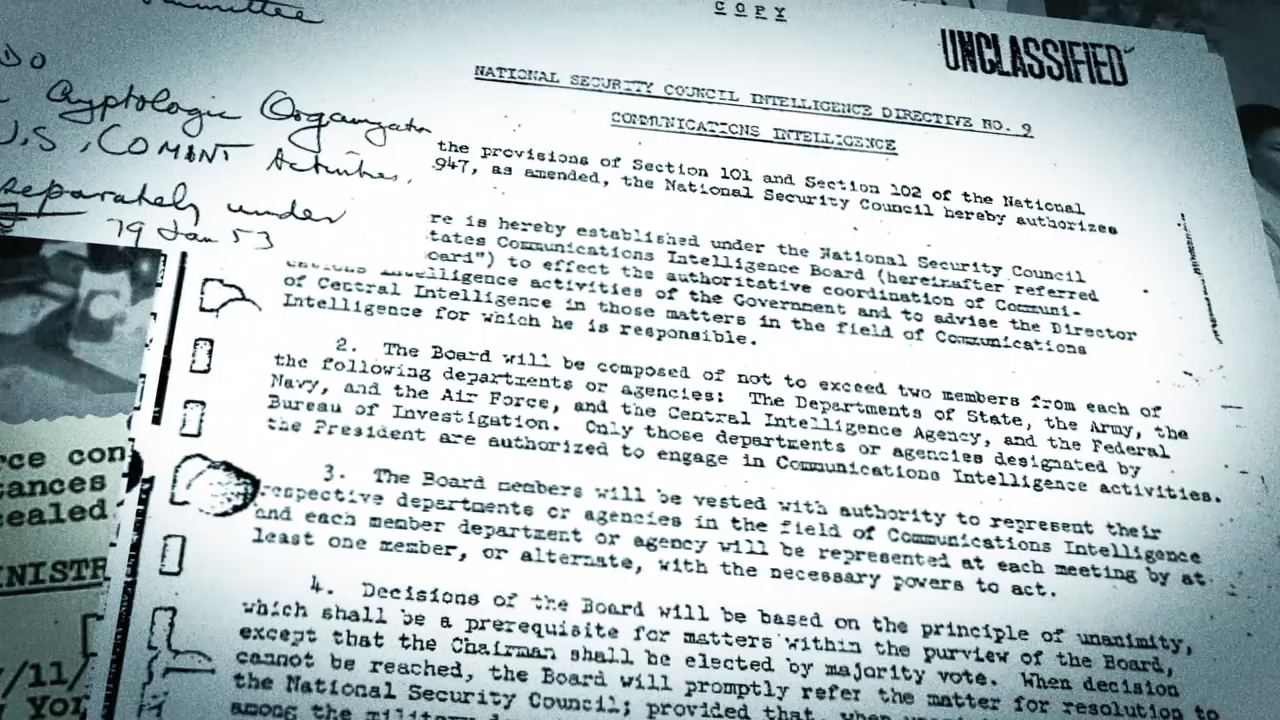 COPY
UNCLASSIFIED
NATIONAL SECURITY COUNCIL INTELLIGENCE DIRECTIVE NO. 9
COMMUNICATIONS INTELLIGENCE
Cryptologic
U.S. COMINT Activities,
separately under
19 Jan 53
the provisions of Section 101 and Section 102 of the National
947, as amended, the National Security Council hereby authorizes
re is hereby established under the National Security Council
tates Communications Intelligence Board (hereinafter referred
oard") to effect the authoritative coordination of Communi-
intelligence activities of the Government and to advise the Director
of Central Intelligence in those matters in the field of Communications
Intelligence for which he is responsible.
2. The Board will be composed of not to exceed two members from each of
the following departments or agencies: The Departments of State, the Army, the
Navy, and the Air Force, and the Central Intelligence Agency, and the Federal
Bureau of Investigation. Only those departments or agencies designated by
the President are authorized to engage in Communications Intelligence activities.
3. The Board members will be vested with authority to represent their
respective departments or agencies in the field of Communications Intelligence
and each member department or agency will be represented at each meeting by at
least one member, or alternate, with the necessary powers to act.
4. Decisions of the Board will be based on the principle of unanimity,
which shall be a prerequisite for matters within the purview of the Board,
except that the Chairman shall be elected by majority vote. When decision
cannot be reached, the Board will promptly refer the matter for resolution to
the National Security Council; provided that, when
among the military
rce con
tances
ealed
NISTR
/11/